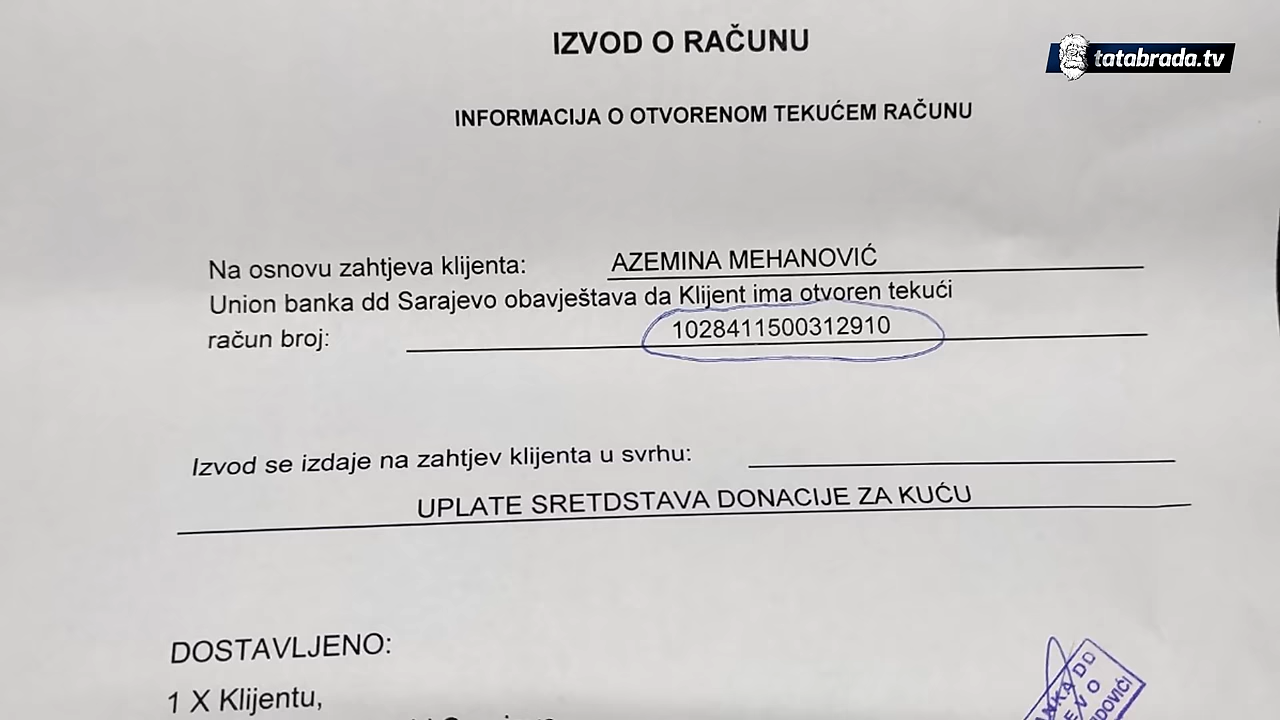 IZVOD O RAČUNU
tatabrada.tv
INFORMACIJA O OTVORENOM TEKUĆEM RAČUNU
Na osnovu zahtjeva klijenta: AZEMINA MEHANOVIĆ
Union banka dd Sarajevo obavještava da Klijent ima otvoren tekući
račun broj: 1028411500312910
Izvod se izdaje na zahtjev klijenta u svrhu:
UPLATE SRETDSTAVA DONACIJE ZA KUĆU
DOSTAVLJENO:
1 X Klijentu,